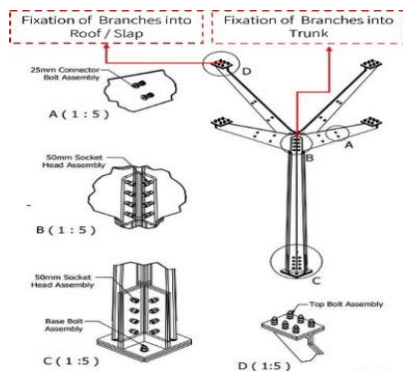 Fixation of Branches into
Roof / Slap
Fixation of Branches into
Trunk
D
25mm Connector
Bolt Assembly
A ( 1 : 5 )
A
B
50mm Socket
Head Assembly
B ( 1 : 5 )
C
50mm Socket
Head Assembly
Base Bolt
Assembly
C ( 1 :5 )
Top Bolt Assembly
D (1:5)